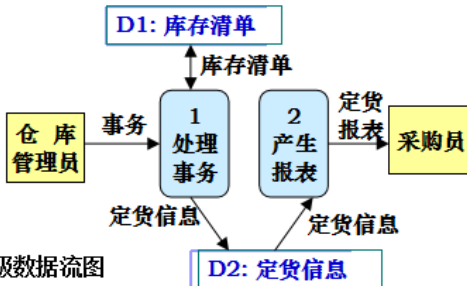 D1: 库存清单
库存清单
仓 库
管理员
事务
1
处理
事务
2
产生
报表
定货
报表
采购员
定货信息
定货信息
级数据流图
D2: 定货信息